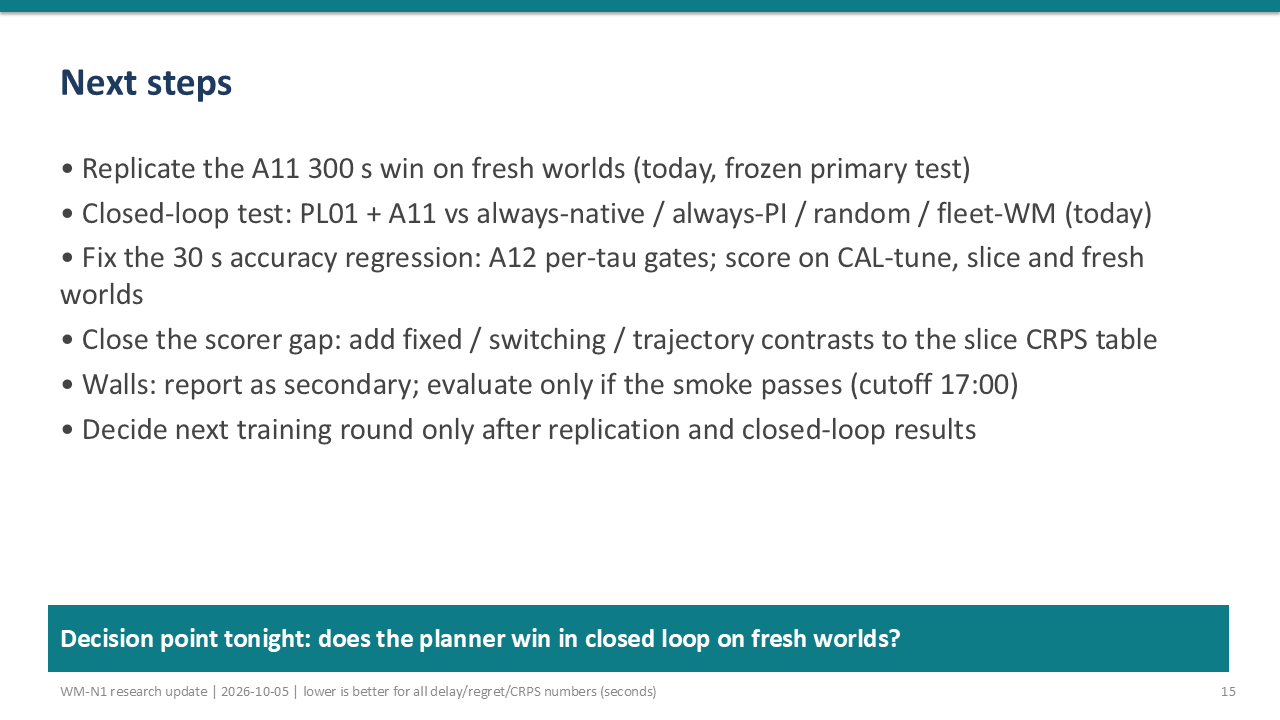 Next steps
• Replicate the A11 300 s win on fresh worlds (today, frozen primary test)
• Closed-loop test: PL01 + A11 vs always-native / always-PI / random / fleet-WM (today)
• Fix the 30 s accuracy regression: A12 per-tau gates; score on CAL-tune, slice and fresh
worlds
• Close the scorer gap: add fixed / switching / trajectory contrasts to the slice CRPS table
• Walls: report as secondary; evaluate only if the smoke passes (cutoff 17:00)
• Decide next training round only after replication and closed-loop results
Decision point tonight: does the planner win in closed loop on fresh worlds?
WM-N1 research update | 2026-10-05 | lower is better for all delay/regret/CRPS numbers (seconds)
15